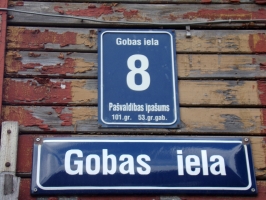 Gobas iela
8
Pašvaldības īpašums
101.gr. 53.gr.gab.
Gobas iela